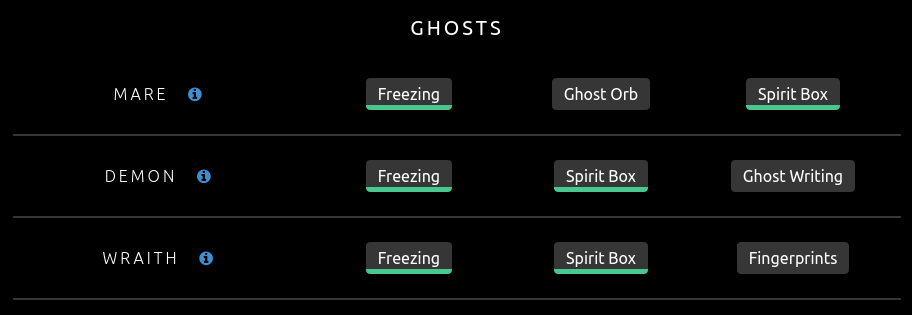 GHOSTS
MARE Freezing Ghost Orb Spirit Box
DEMON Freezing Spirit Box Ghost Writing
WRAITH Freezing Spirit Box Fingerprints